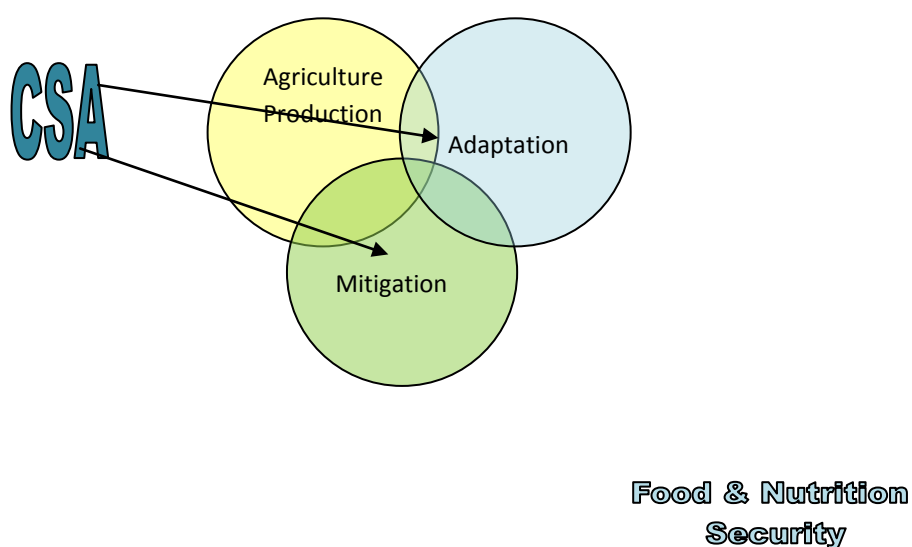 CSA
Agriculture
Production
Adaptation
Mitigation
Food & Nutrition
Security